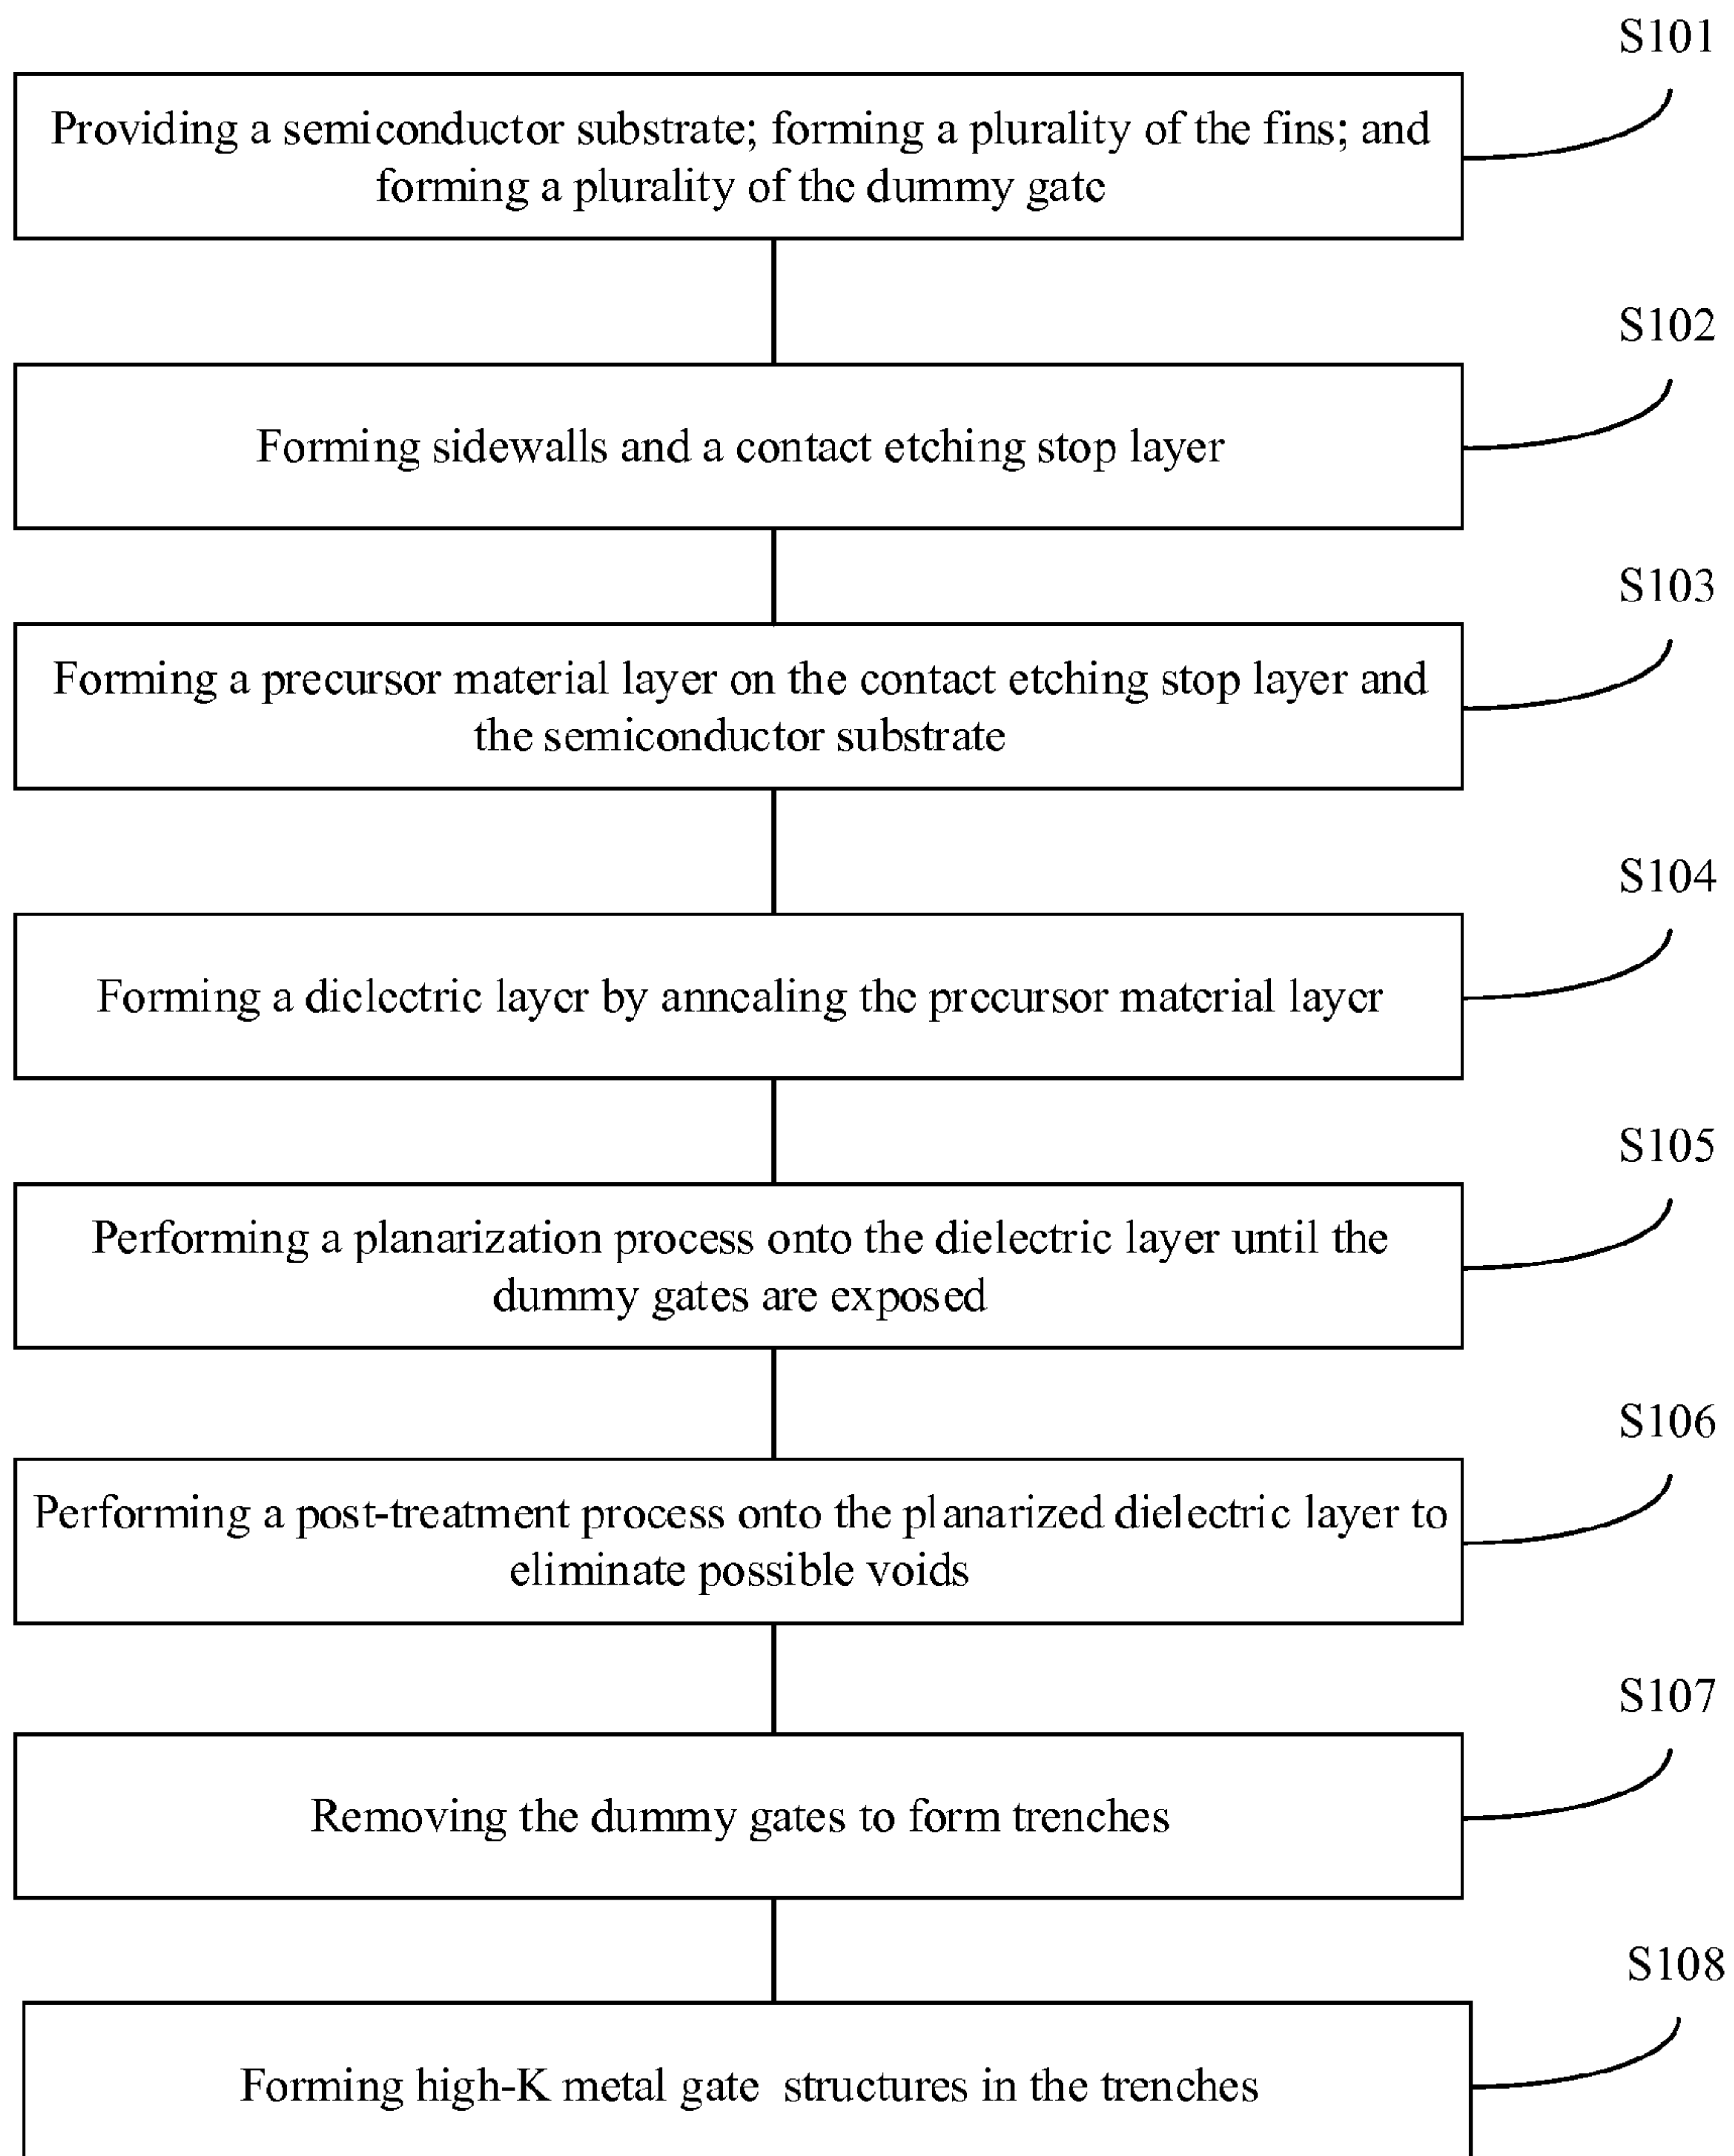 S101
Providing a semiconductor substrate; forming a plurality of the fins; and
forming a plurality of the dummy gate
S102
Forming sidewalls and a contact etching stop layer
S103
Forming a precursor material layer on the contact etching stop layer and
the semiconductor substrate
S104
Forming a dielectric layer by annealing the precursor material layer
S105
Performing a planarization process onto the dielectric layer until the
dummy gates are exposed
S106
Performing a post-treatment process onto the planarized dielectric layer to
eliminate possible voids
S107
Removing the dummy gates to form trenches
S108
Forming high-K metal gate structures in the trenches